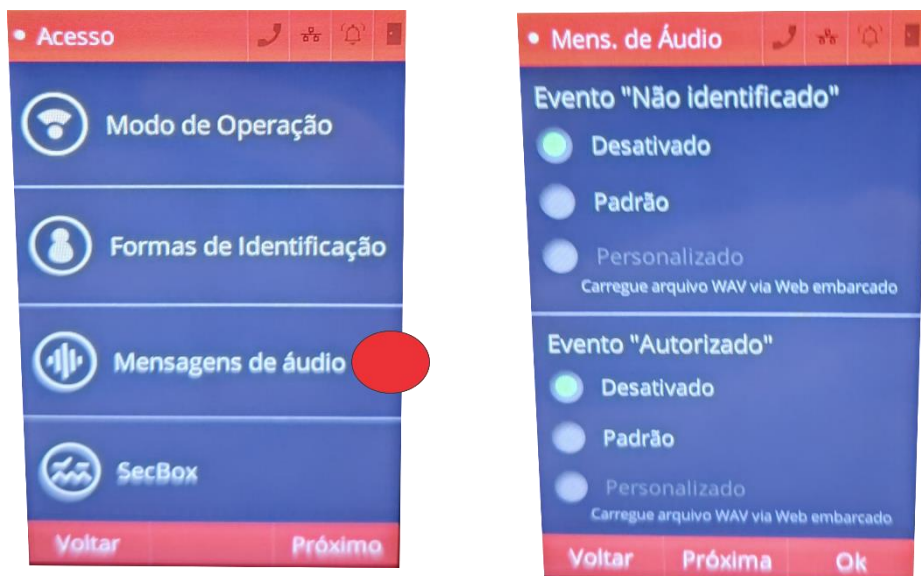 Acesso
Modo de Operação
Formas de Identificação
Mensagens de áudio
SecBox
Voltar Próximo
Mens. de Áudio
Evento "Não identificado"
Desativado
Padrão
Personalizado
Carregue arquivo WAV via Web embarcado
Evento "Autorizado"
Desativado
Padrão
Personalizado
Carregue arquivo WAV via Web embarcado
Voltar Próxima Ok